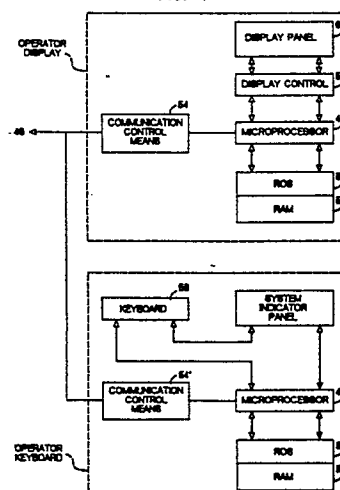 OPERATOR DISPLAY
DISPLAY PANEL
DISPLAY CONTROL
54
COMMUNICATION CONTROL MEANS
MICROPROCESSOR
46
ROS
RAM
58
KEYBOARD
SYSTEM INDICATOR PANEL
54'
COMMUNICATION CONTROL MEANS
MICROPROCESSOR
OPERATOR KEYBOARD
ROS
RAM